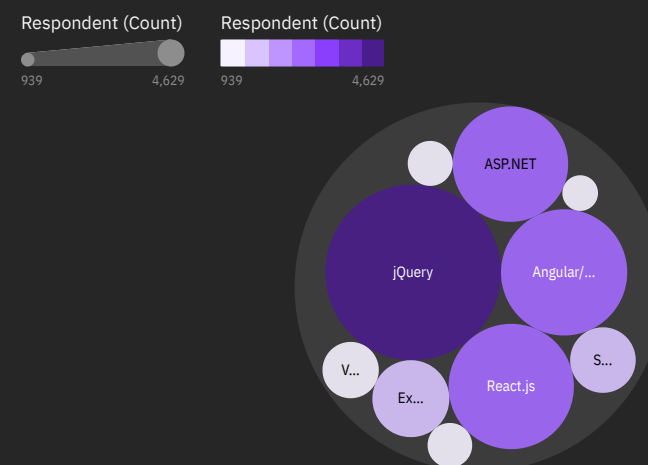 Respondent (Count)
939
4,629
Respondent (Count)
939
4,629
ASP.NET
jQuery
Angular/...
V...
S...
React.js
Ex...